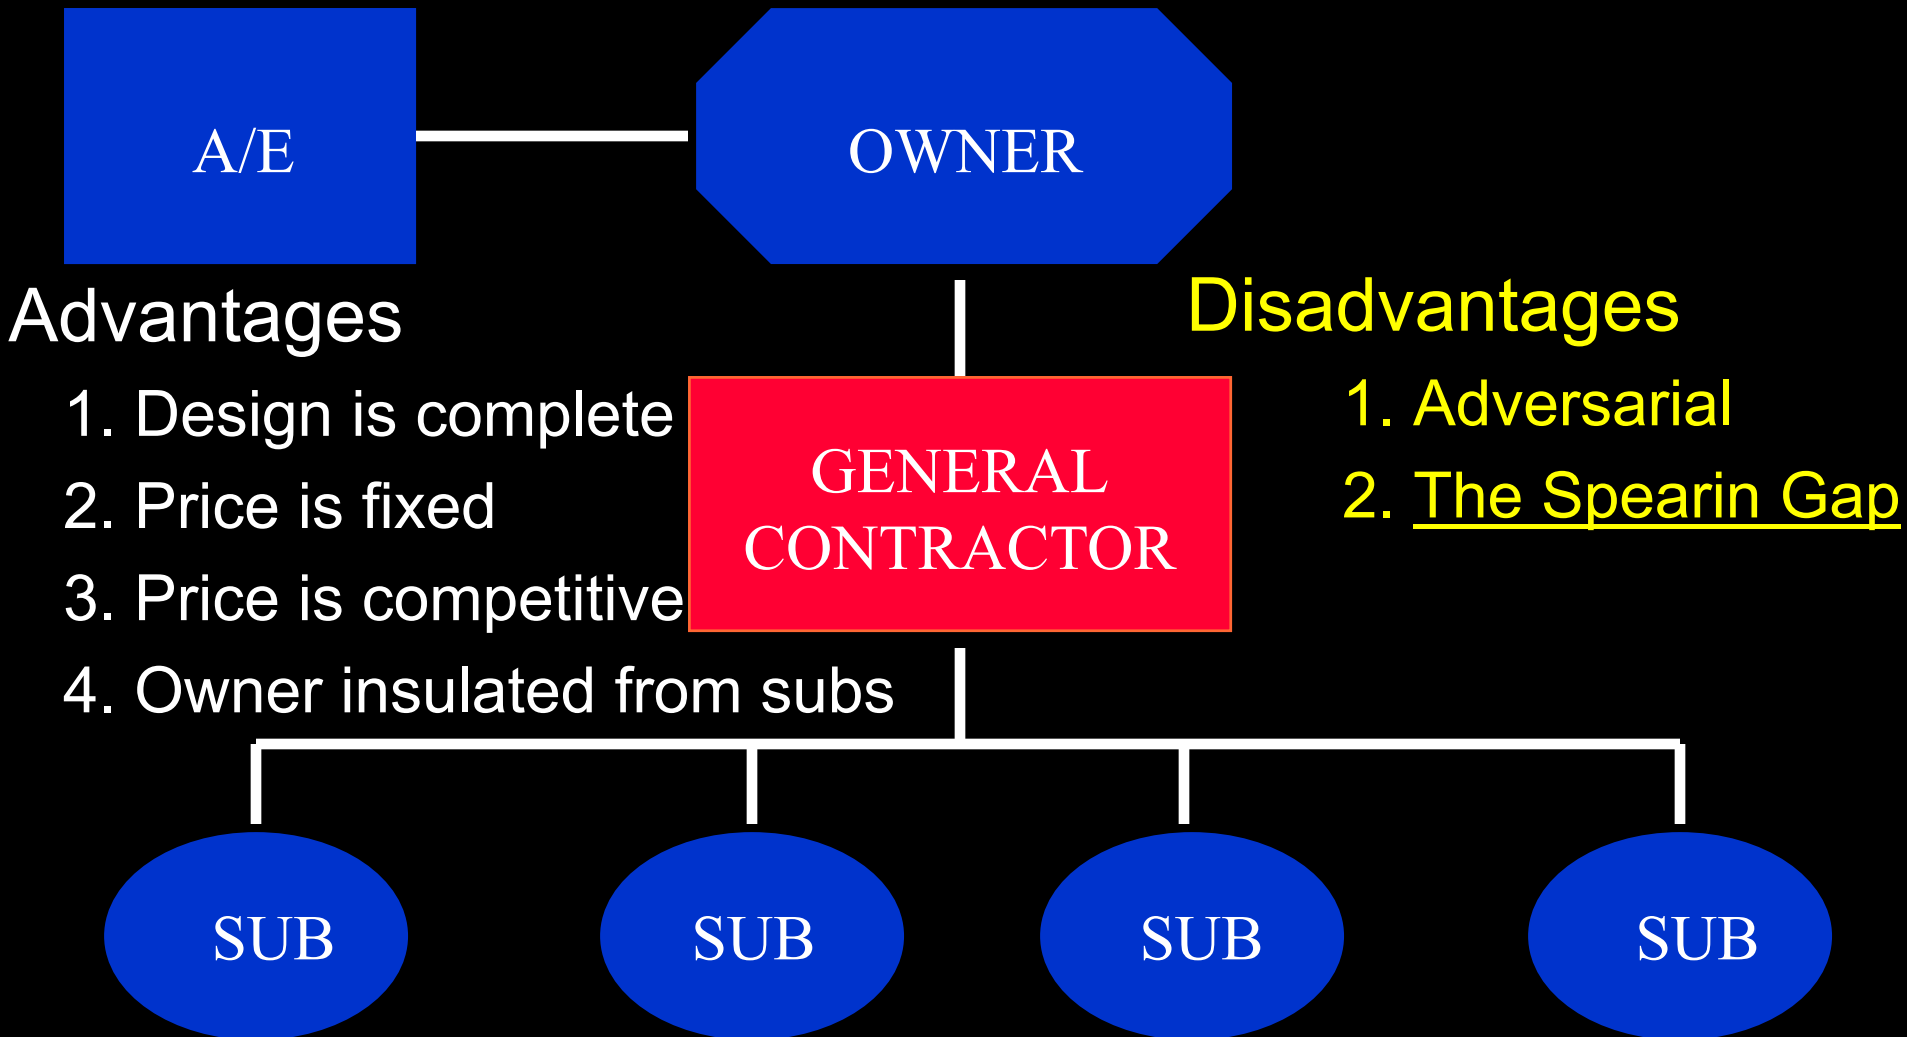 A/E
OWNER
Advantages
1. Design is complete
2. Price is fixed
3. Price is competitive
4. Owner insulated from subs
GENERAL
CONTRACTOR
Disadvantages
1. Adversarial
2. The Spearin Gap
SUB
SUB
SUB
SUB